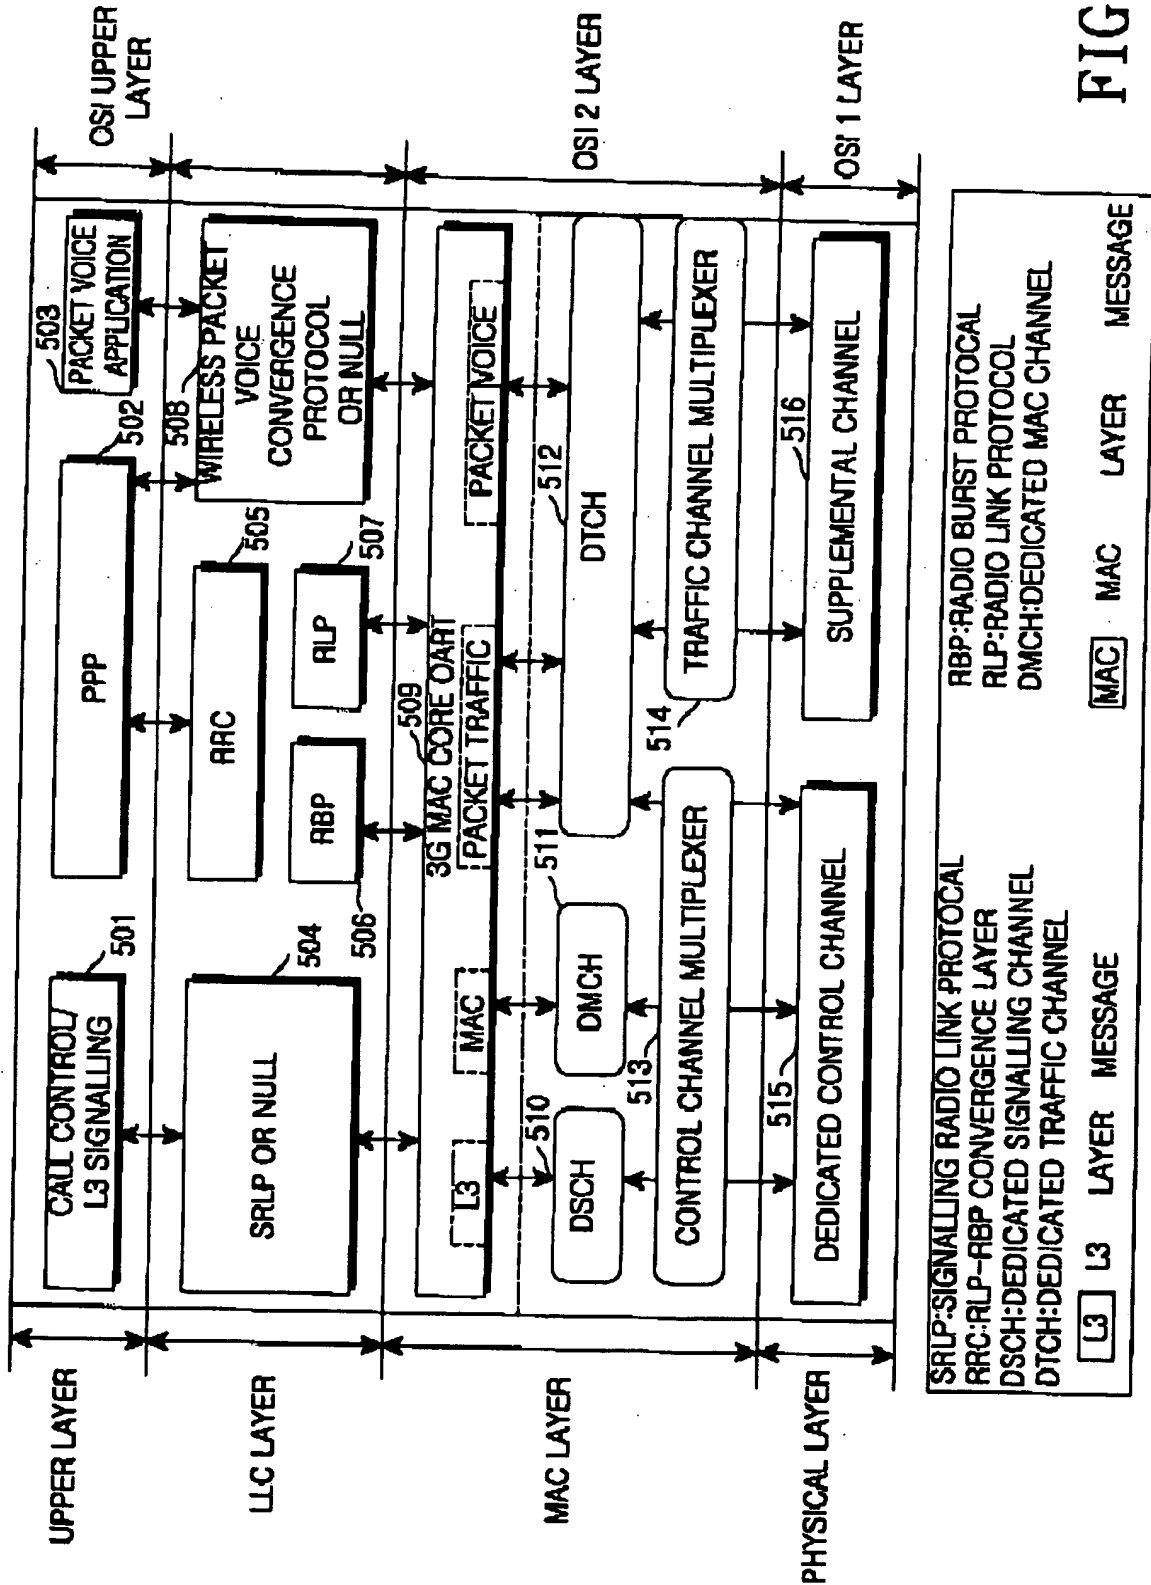 OSI UPPER
LAYER
UPPER LAYER
CALL CONTROL/
L3 SIGNALLING
501
PPP
502
503
PACKET VOICE
APPLICATION
LLC LAYER
SRLP OR NULL
504
RRC
505
RBP
506
RLP
507
508
WIRELESS PACKET
VOICE
CONVERGENCE
PROTOCOL
OR NULL
OSI 2 LAYER
MAC LAYER
3G MAC CORE OART
509
L3
MAC
PACKET TRAFFIC
PACKET VOICE
DSCH
510
DMCH
511
DTCH
512
CONTROL CHANNEL MULTIPLEXER
513
TRAFFIC CHANNEL MULTIPLEXER
514
OSI 1 LAYER
PHYSICAL LAYER
DEDICATED CONTROL CHANNEL
515
SUPPLEMENTAL CHANNEL
516
SRLP:SIGNALLING RADIO LINK PROTOCAL
RRC:RLP-RBP CONVERGENCE LAYER
DSCH:DEDICATED SIGNALLING CHANNEL
DTCH:DEDICATED TRAFFIC CHANNEL
L3 L3 LAYER MESSAGE
RBP:RADIO BURST PROTOCAL
RLP:RADIO LINK PROTOCOL
DMCH:DEDICATED MAC CHANNEL
MAC MAC LAYER MESSAGE
FIG